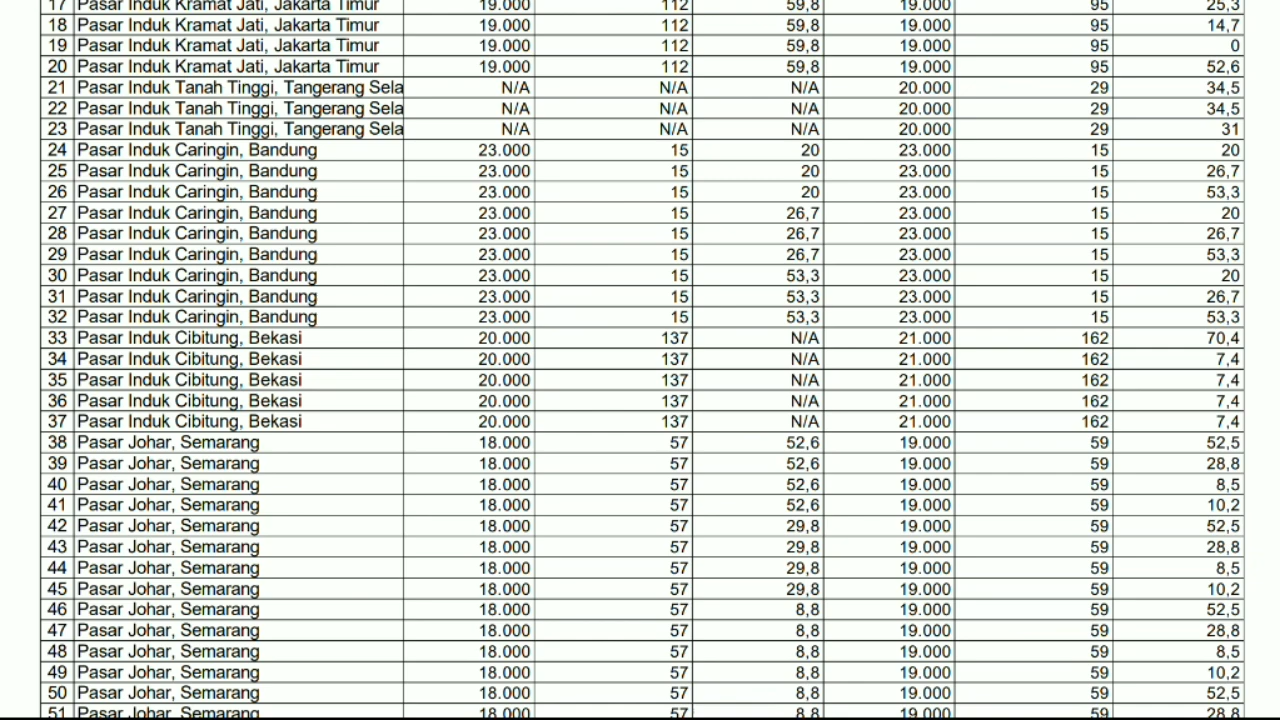 17 Pasar Induk Kramat Jati, Jakarta Timur 19.000 112 59,8 19.000 95 25,3
18 Pasar Induk Kramat Jati, Jakarta Timur 19.000 112 59,8 19.000 95 14,7
19 Pasar Induk Kramat Jati, Jakarta Timur 19.000 112 59,8 19.000 95 0
20 Pasar Induk Kramat Jati, Jakarta Timur 19.000 112 59,8 19.000 95 52,6
21 Pasar Induk Tanah Tinggi, Tangerang Sela N/A N/A N/A 20.000 29 34,5
22 Pasar Induk Tanah Tinggi, Tangerang Sela N/A N/A N/A 20.000 29 34,5
23 Pasar Induk Tanah Tinggi, Tangerang Sela N/A N/A N/A 20.000 29 31
24 Pasar Induk Caringin, Bandung 23.000 15 20 23.000 15 20
25 Pasar Induk Caringin, Bandung 23.000 15 20 23.000 15 26,7
26 Pasar Induk Caringin, Bandung 23.000 15 20 23.000 15 53,3
27 Pasar Induk Caringin, Bandung 23.000 15 26,7 23.000 15 20
28 Pasar Induk Caringin, Bandung 23.000 15 26,7 23.000 15 26,7
29 Pasar Induk Caringin, Bandung 23.000 15 26,7 23.000 15 53,3
30 Pasar Induk Caringin, Bandung 23.000 15 53,3 23.000 15 20
31 Pasar Induk Caringin, Bandung 23.000 15 53,3 23.000 15 26,7
32 Pasar Induk Caringin, Bandung 23.000 15 53,3 23.000 15 53,3
33 Pasar Induk Cibitung, Bekasi 20.000 137 N/A 21.000 162 70,4
34 Pasar Induk Cibitung, Bekasi 20.000 137 N/A 21.000 162 7,4
35 Pasar Induk Cibitung, Bekasi 20.000 137 N/A 21.000 162 7,4
36 Pasar Induk Cibitung, Bekasi 20.000 137 N/A 21.000 162 7,4
37 Pasar Induk Cibitung, Bekasi 20.000 137 N/A 21.000 162 7,4
38 Pasar Johar, Semarang 18.000 57 52,6 19.000 59 52,5
39 Pasar Johar, Semarang 18.000 57 52,6 19.000 59 28,8
40 Pasar Johar, Semarang 18.000 57 52,6 19.000 59 8,5
41 Pasar Johar, Semarang 18.000 57 52,6 19.000 59 10,2
42 Pasar Johar, Semarang 18.000 57 29,8 19.000 59 52,5
43 Pasar Johar, Semarang 18.000 57 29,8 19.000 59 28,8
44 Pasar Johar, Semarang 18.000 57 29,8 19.000 59 8,5
45 Pasar Johar, Semarang 18.000 57 29,8 19.000 59 10,2
46 Pasar Johar, Semarang 18.000 57 8,8 19.000 59 52,5
47 Pasar Johar, Semarang 18.000 57 8,8 19.000 59 28,8
48 Pasar Johar, Semarang 18.000 57 8,8 19.000 59 8,5
49 Pasar Johar, Semarang 18.000 57 8,8 19.000 59 10,2
50 Pasar Johar, Semarang 18.000 57 8,8 19.000 59 52,5
51 Pasar Johar, Semarang 18.000 57 8,8 19.000 59 28,8